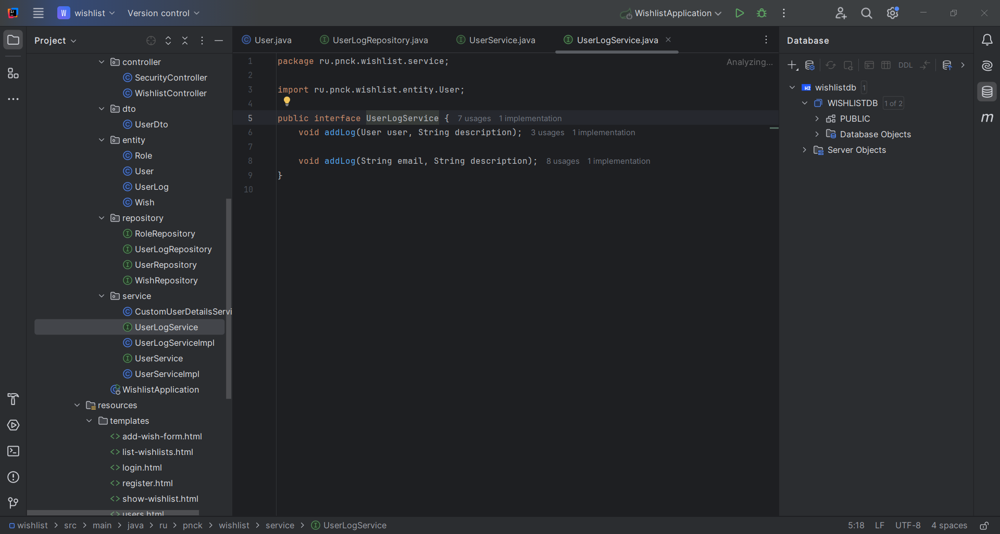 W wishlist Version control WishlistApplication
Project
controller
SecurityController
WishlistController
dto
UserDto
entity
Role
User
UserLog
Wish
repository
RoleRepository
UserLogRepository
UserRepository
WishRepository
service
CustomUserDetailsServi
UserLogService
UserLogServiceImpl
UserService
UserServiceImpl
WishlistApplication
resources
templates
add-wish-form.html
list-wishlists.html
login.html
register.html
show-wishlist.html
users.html
User.java UserLogRepository.java UserService.java UserLogService.java
Analyzing...
1 package ru.pnck.wishlist.service;
2
3 import ru.pnck.wishlist.entity.User;
4
5 public interface UserLogService { 7 usages 1 implementation
6 void addLog(User user, String description); 3 usages 1 implementation
7
8 void addLog(String email, String description); 8 usages 1 implementation
9 }
10
Database
DDL
H2 wishlistdb 1
WISHLISTDB 1 of 2
PUBLIC
Database Objects
Server Objects
m
wishlist > src > main > java > ru > pnck > wishlist > service > UserLogService
5:18 LF UTF-8 4 spaces